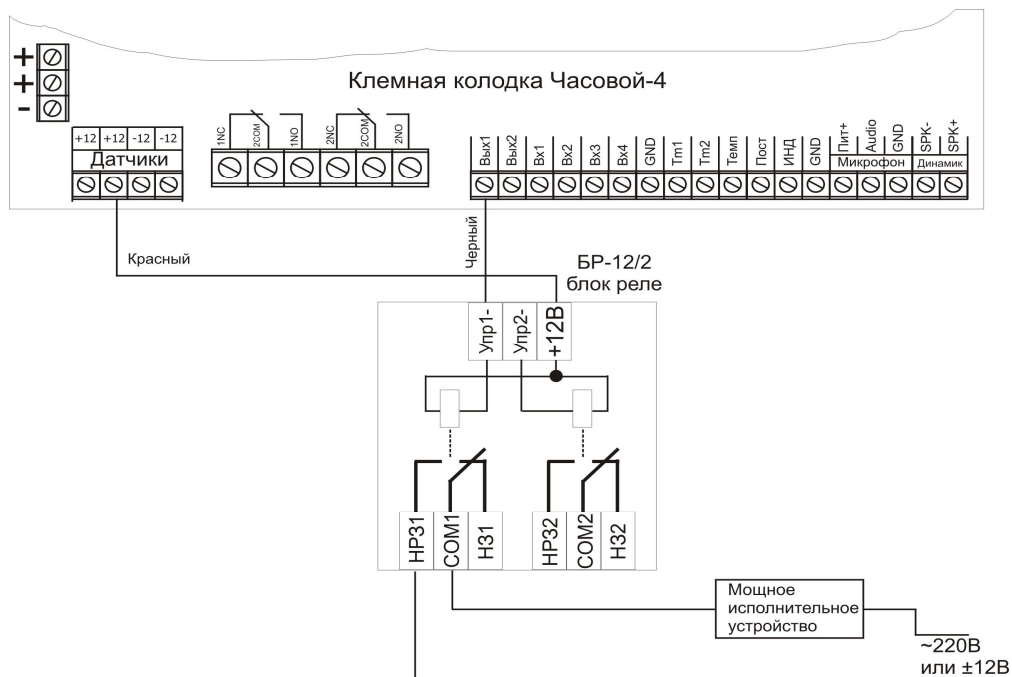 Клемная колодка Часовой-4
+
+
-
+12 +12 -12 -12
Датчики
1NC 2COM 1NO 2NC 2COM 2NO
Вых1 Вых2 Вх1 Вх2 Вх3 Вх4 GND Tm1 Tm2 Темп Пост ИНД GND Пит+ Audio GND SPK- SPK+
Микрофон Динамик
Красный
Черный
БР-12/2
блок реле
Упр1- Упр2- +12В
НР31 COM1 Н31 НР32 COM2 Н32
Мощное
исполнительное
устройство
~220В
или ±12В